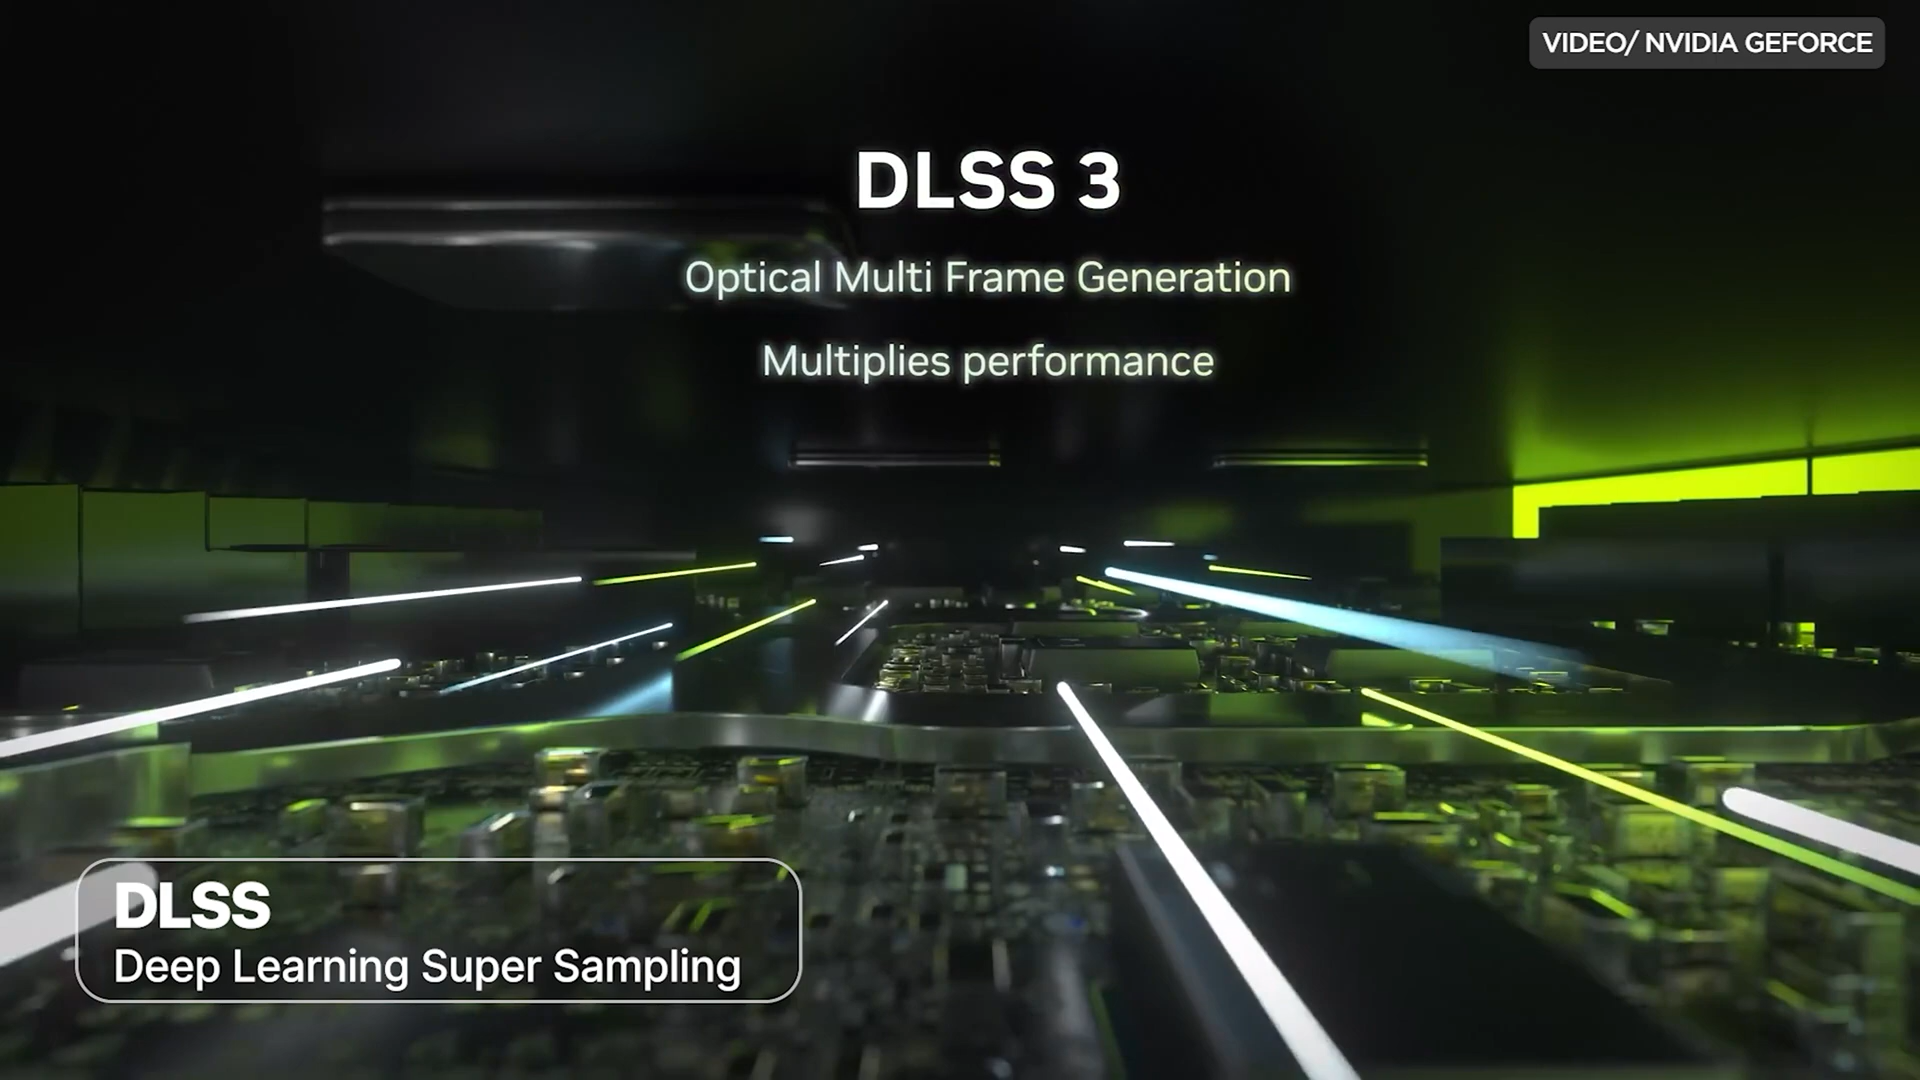 VIDEO/ NVIDIA GEFORCE
DLSS 3
Optical Multi Frame Generation
Multiplies performance
DLSS
Deep Learning Super Sampling